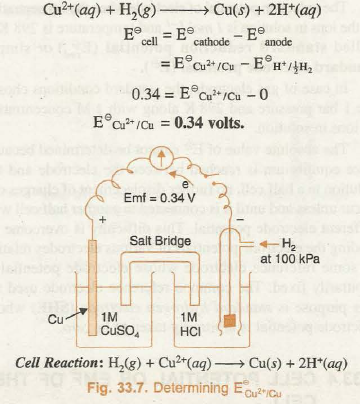 Cu²⁺(aq) + H₂(g) ⟶ Cu(s) + 2H⁺(aq)
E⊖cell = E⊖cathode − E⊖anode
= E⊖Cu²⁺/Cu − E⊖H⁺/½H₂
0.34 = E⊖Cu²⁺/Cu − 0
E⊖Cu²⁺/Cu = 0.34 volts.
e⁻
Emf = 0.34 V
+ −
Salt Bridge
H₂
at 100 kPa
Cu
1M 1M
CuSO₄ HCl
Cell Reaction: H₂(g) + Cu²⁺(aq) ⟶ Cu(s) + 2H⁺(aq)
Fig. 33.7. Determining E⊖Cu²⁺/Cu